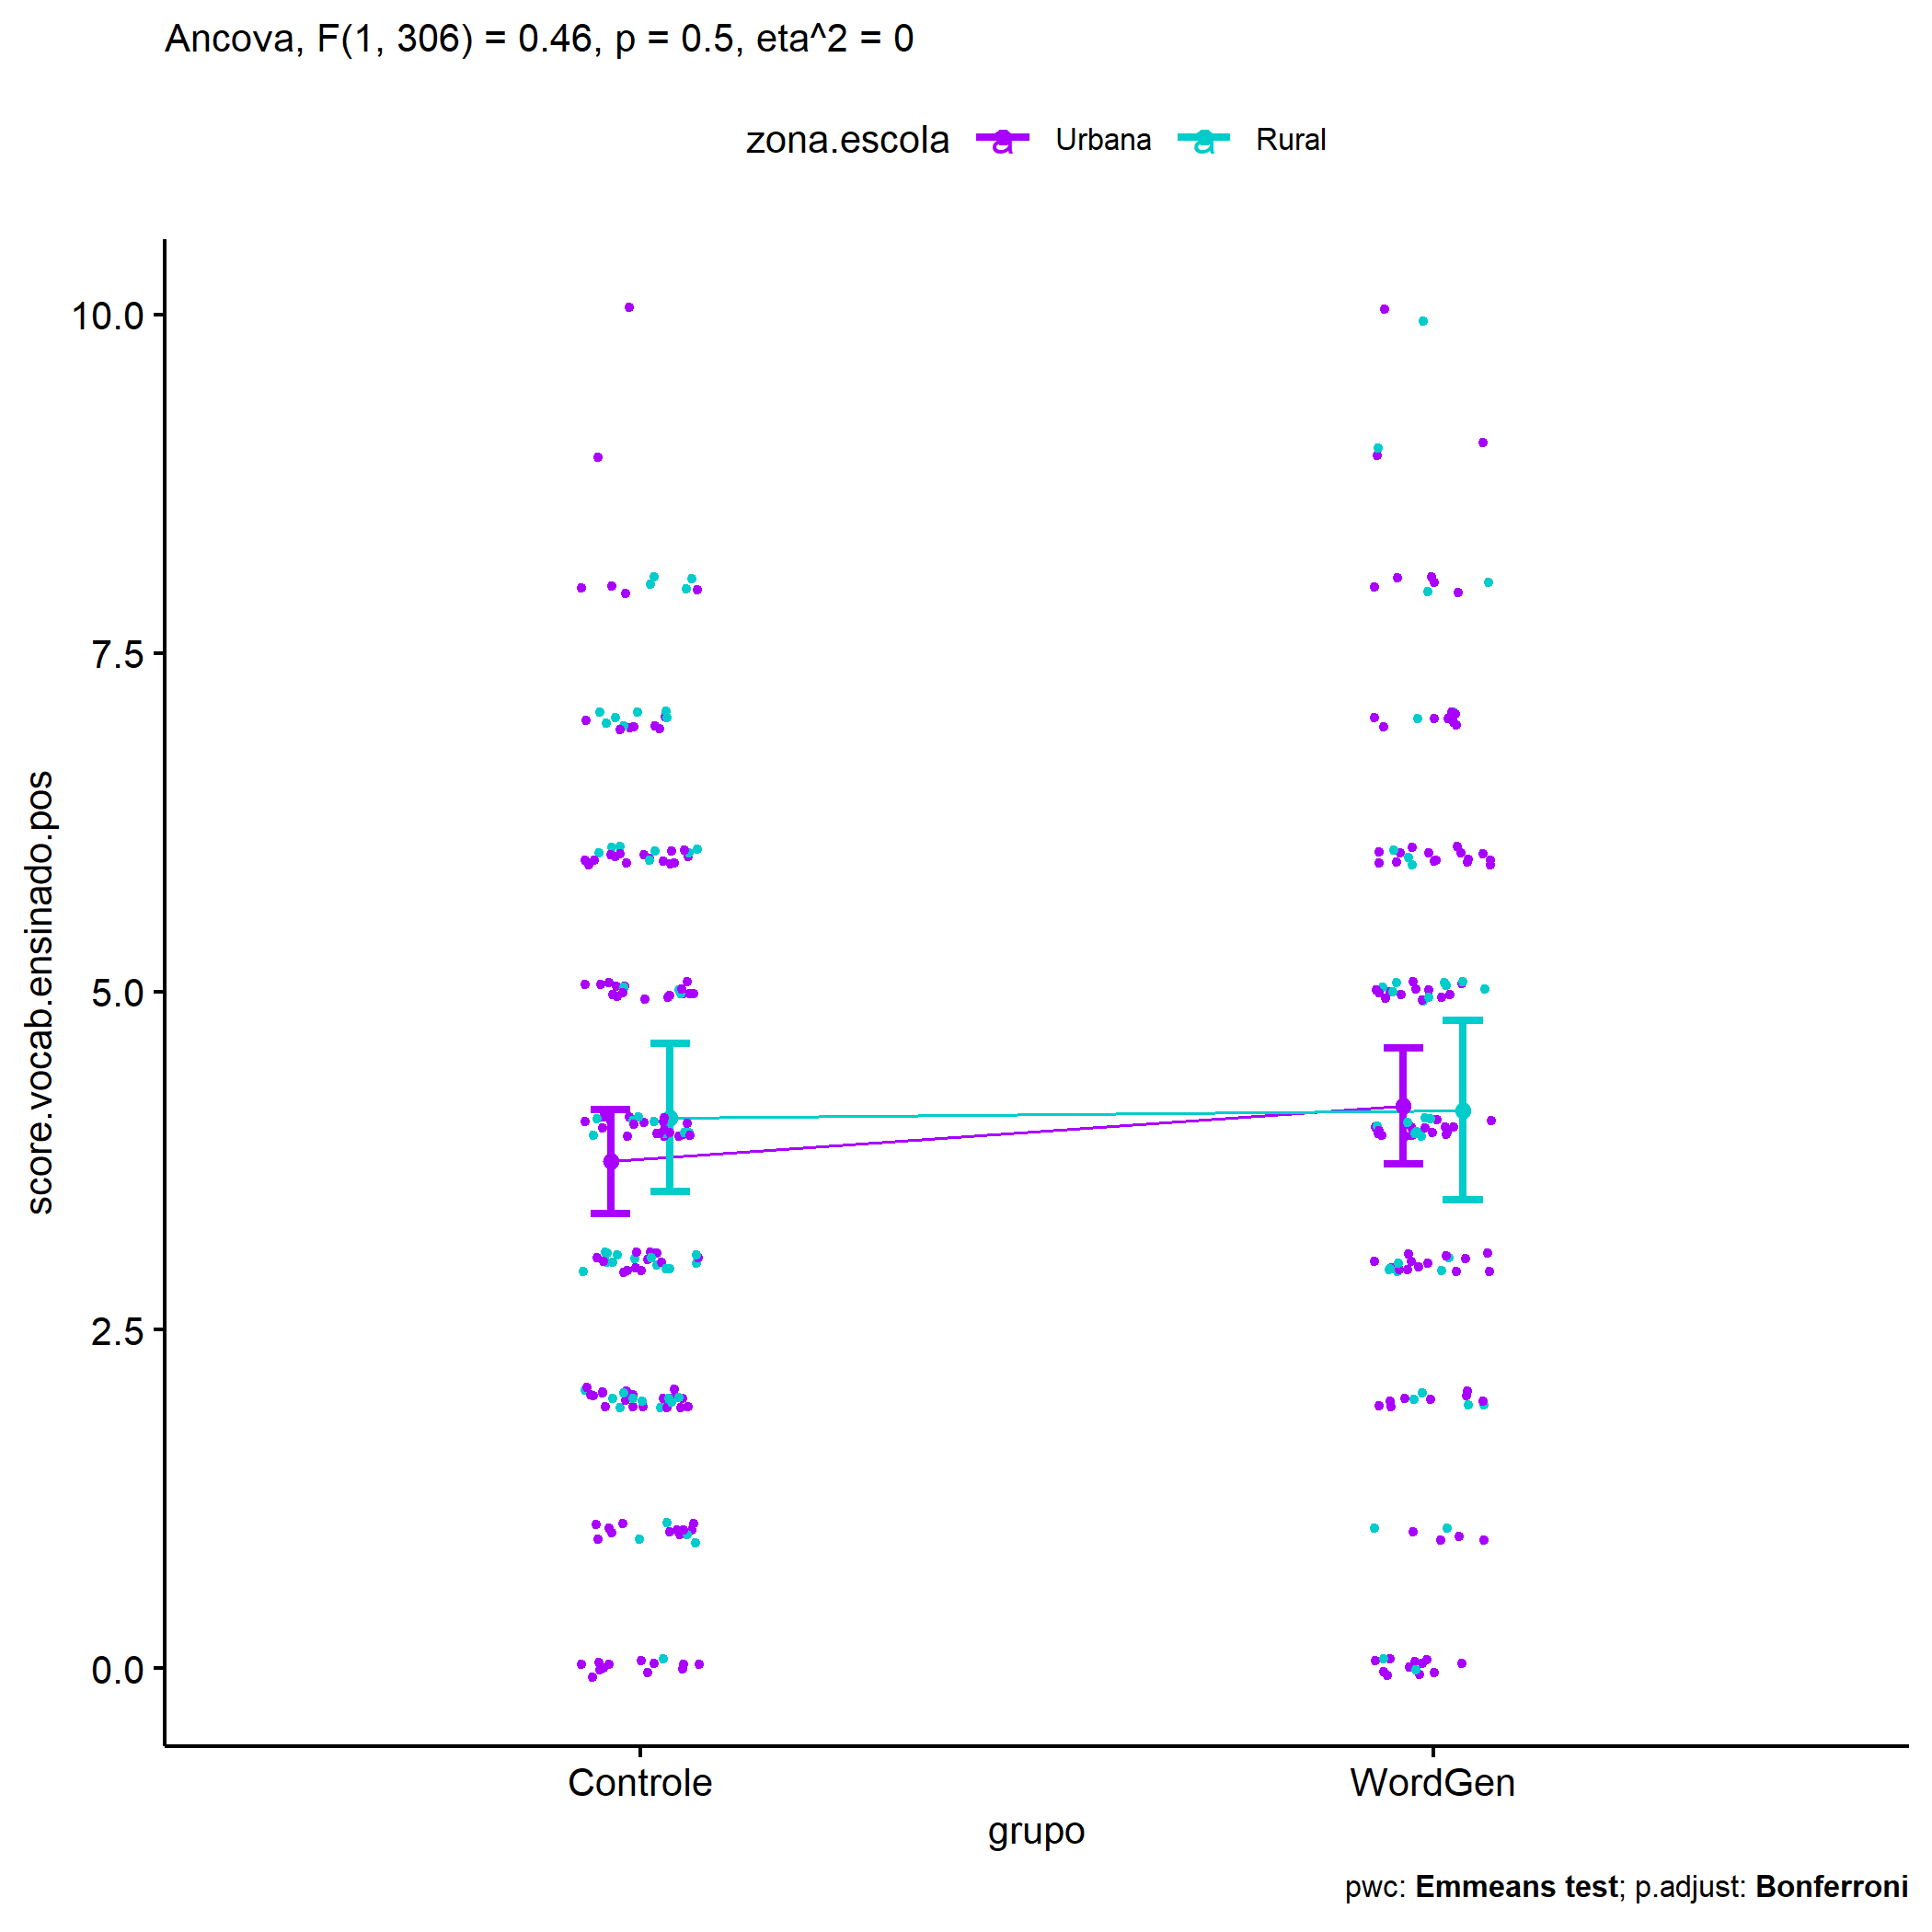 Ancova, F(1, 306) = 0.46, p = 0.5, eta^2 = 0
zona.escola a Urbana a Rural
10.0
7.5
5.0
2.5
0.0
score.vocab.ensinado.pos
Controle WordGen
grupo
pwc: Emmeans test; p.adjust: Bonferroni